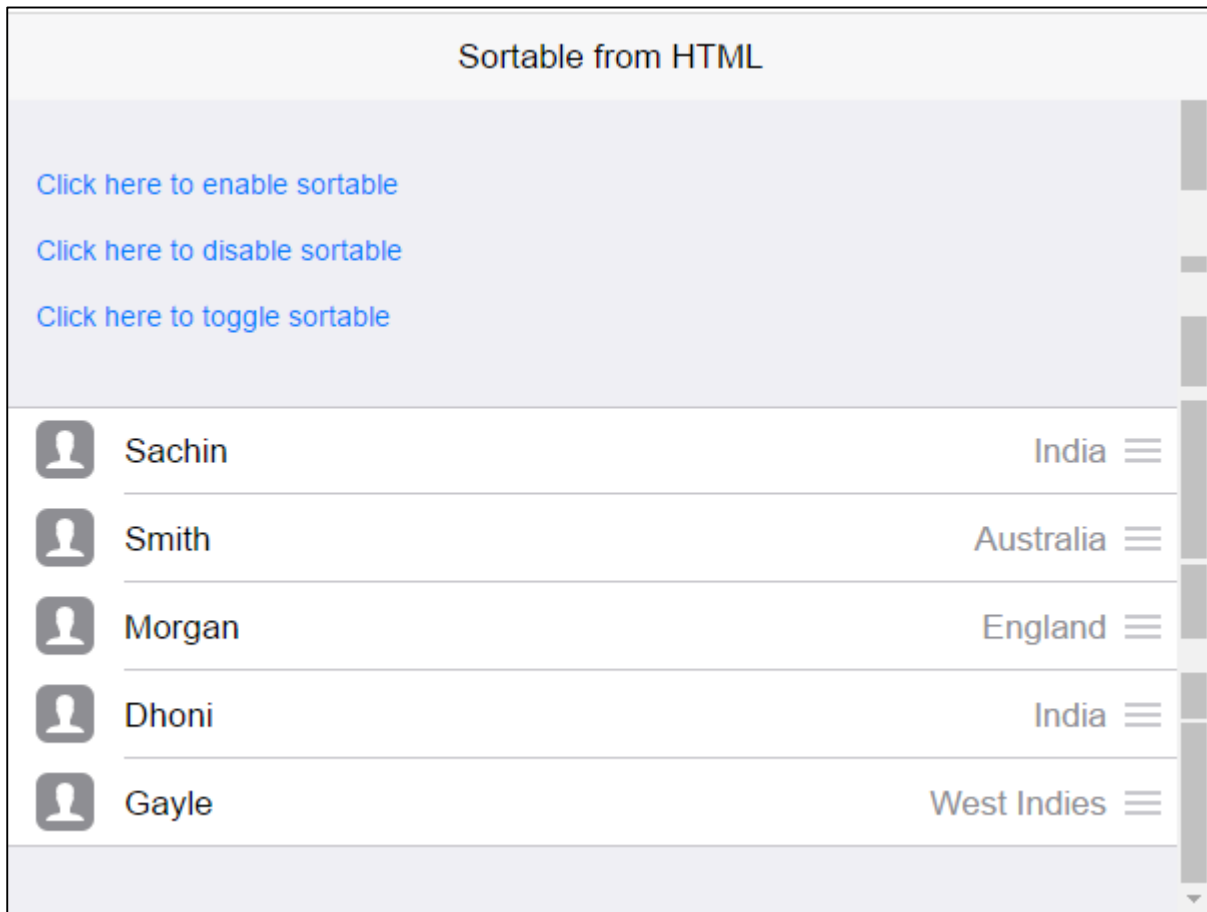 Sortable from HTML
Click here to enable sortable
Click here to disable sortable
Click here to toggle sortable
Sachin India
Smith Australia
Morgan England
Dhoni India
Gayle West Indies